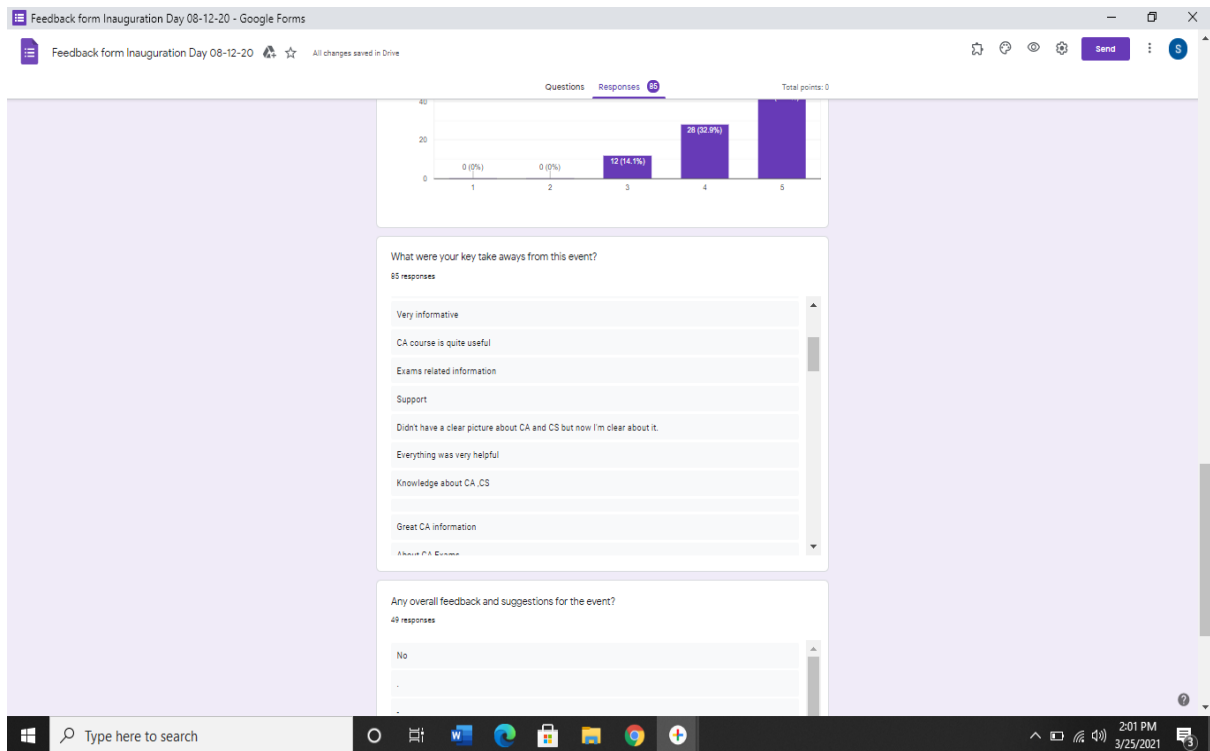 Feedback form Inauguration Day 08-12-20 - Google Forms
Feedback form Inauguration Day 08-12-20 All changes saved in Drive Send S
Questions Responses 85 Total points: 0
40
20
0
0 (0%)
0 (0%)
12 (14.1%)
28 (32.9%)
1 2 3 4 5
What were your key take aways from this event?
85 responses
Very informative
CA course is quite useful
Exams related information
Support
Didn't have a clear picture about CA and CS but now I'm clear about it.
Everything was very helpful
Knowledge about CA ,CS
Great CA information
About CA Exams
Any overall feedback and suggestions for the event?
49 responses
No
.
-
Type here to search
2:01 PM
3/25/2021
3